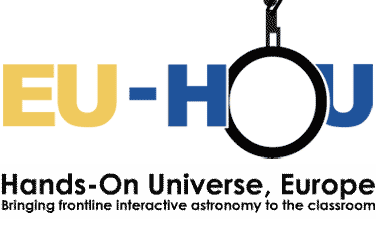 EU-HOU
Hands-On Universe, Europe
Bringing frontline interactive astronomy to the classroom